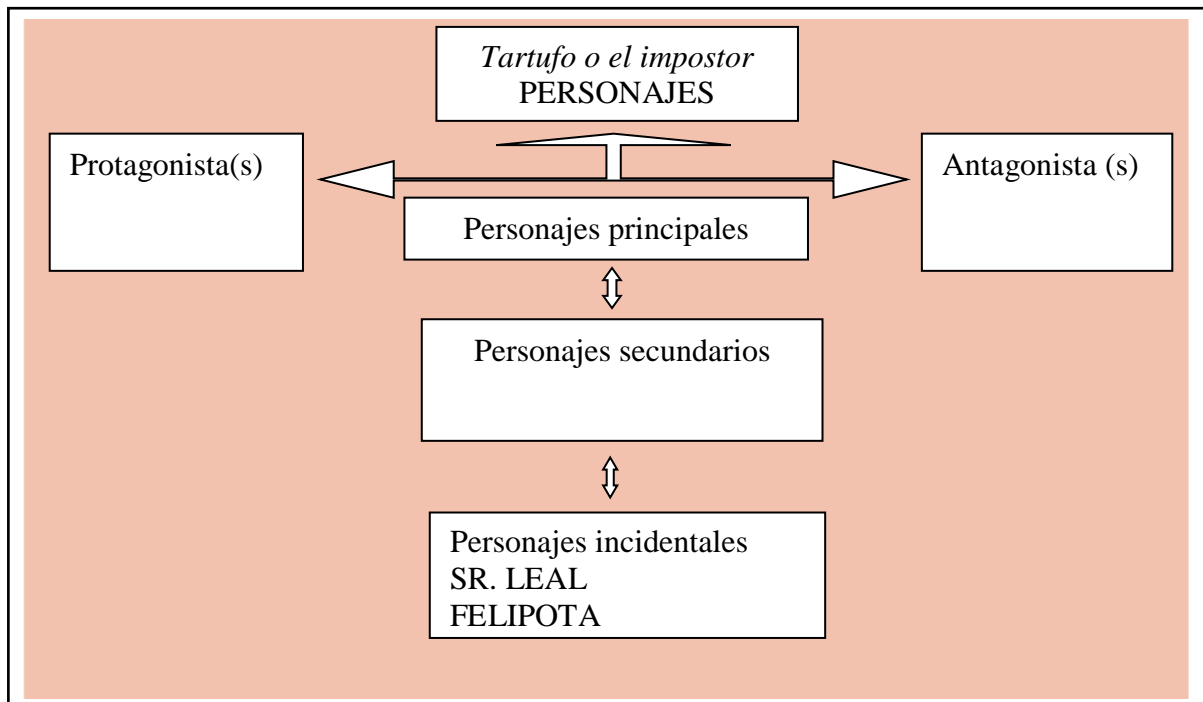 Tartufo o el impostor
PERSONAJES
Protagonista(s)
Antagonista (s)
Personajes principales
Personajes secundarios
Personajes incidentales
SR. LEAL
FELIPOTA